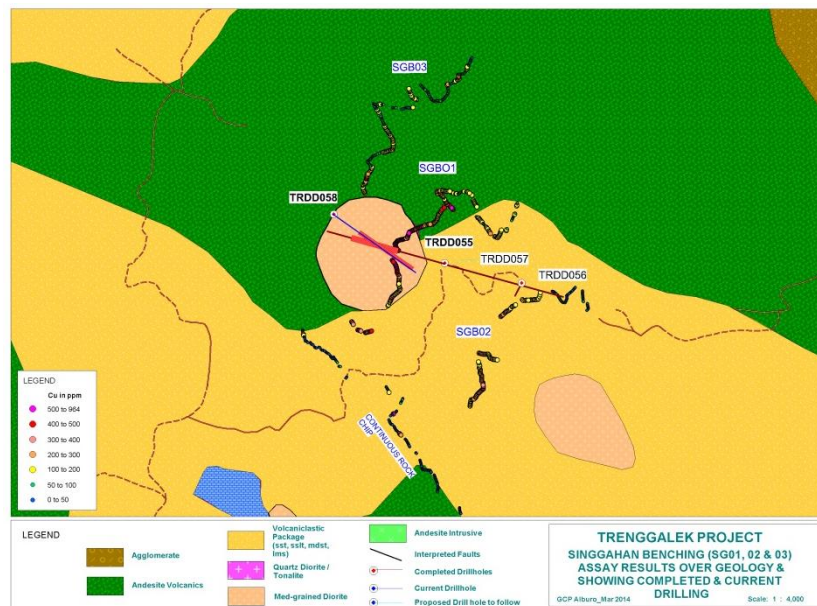 SGB03
SGBO1
TRDD058
TRDD055
TRDD057
TRDD056
SGB02
CONTINUOUS ROCK
CHIP
LEGEND
Cu in ppm
500 to 964
400 to 500
300 to 400
200 to 300
100 to 200
50 to 100
0 to 50
LEGEND
Agglomerate
Andesite Volcanics
Volcaniclastic
Package
(sst, sslt, mdst,
lms)
Quartz Diorite /
Tonalite
Med-grained Diorite
Andesite Intrusive
Interpreted Faults
Completed Drillholes
Current Drillhole
Proposed Drill hole to follow
TRENGGALEK PROJECT
SINGGAHAN BENCHING (SG01, 02 & 03)
ASSAY RESULTS OVER GEOLOGY &
SHOWING COMPLETED & CURRENT
DRILLING
GCP Alburo_Mar 2014 Scale: 1 : 4,000